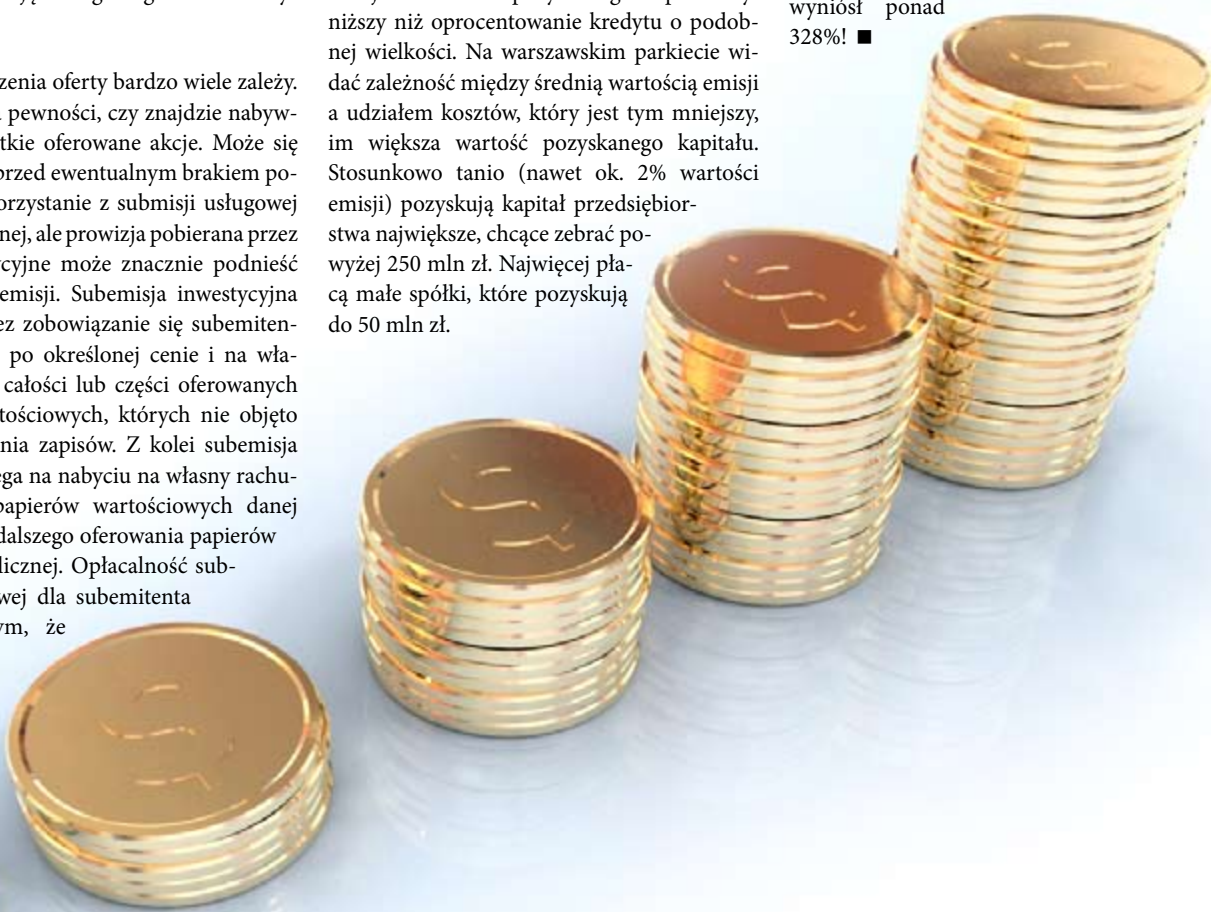 zenia oferty bardzo wiele zależy.
pewności, czy znajdzie nabyw-
tkie oferowane akcje. Może się
przed ewentualnym brakiem po-
orzystanie z submisji usługowej
nej, ale prowizja pobierana przez
ycyjne może znacznie podnieść
emisji. Subemisja inwestycyjna
ez zobowiązanie się subemiten-
po określonej cenie i na wła-
całości lub części oferowanych
tościowych, których nie objęto
nia zapisów. Z kolei subemisja
ega na nabyciu na własny rachu-
papierów wartościowych danej
dalszego oferowania papierów
licznej. Opłacalność sub-
wej dla subemitenta
ym, że
niższy niż oprocentowanie kredytu o podob-
nej wielkości. Na warszawskim parkiecie wi-
dać zależność między średnią wartością emisji
a udziałem kosztów, który jest tym mniejszy,
im większa wartość pozyskanego kapitału.
Stosunkowo tanio (nawet ok. 2% wartości
emisji) pozyskują kapitał przedsiębior-
stwa największe, chcące zebrać po-
wyżej 250 mln zł. Najwięcej pła-
cą małe spółki, które pozyskują
do 50 mln zł.
wyniósł ponad
328%! ■